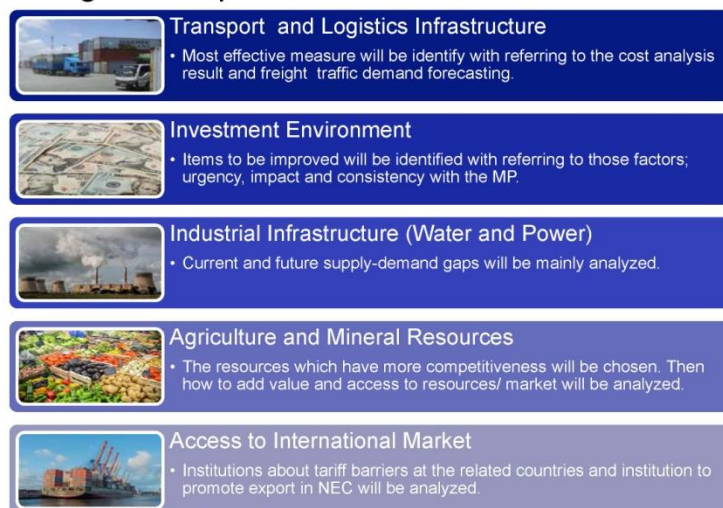 Transport and Logistics Infrastructure
• Most effective measure will be identify with referring to the cost analysis
result and freight traffic demand forecasting.
Investment Environment
• Items to be improved will be identified with referring to those factors;
urgency, impact and consistency with the MP.
Industrial Infrastructure (Water and Power)
• Current and future supply-demand gaps will be mainly analyzed.
Agriculture and Mineral Resources
• The resources which have more competitiveness will be chosen. Then
how to add value and access to resources/ market will be analyzed.
Access to International Market
• Institutions about tariff barriers at the related countries and institution to
promote export in NEC will be analyzed.